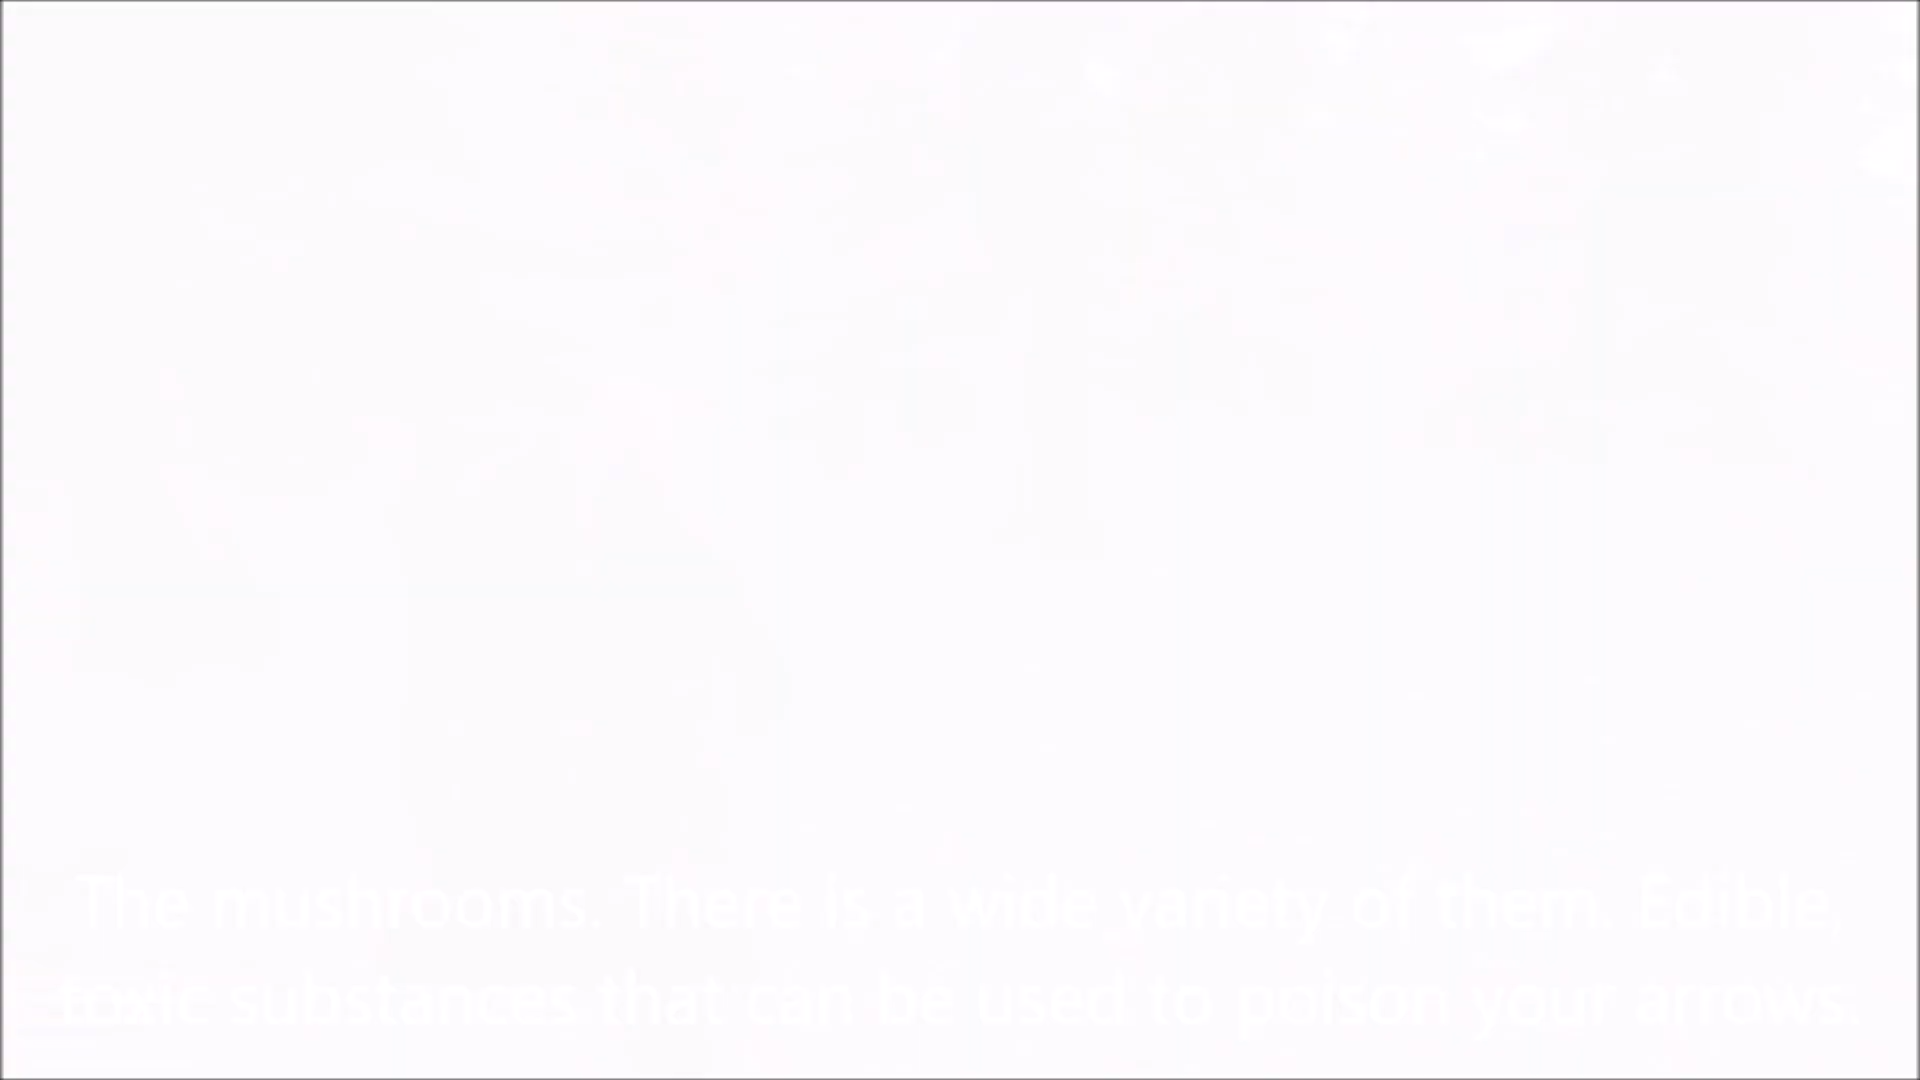 The mushrooms. There is a wide variety of them. Edible,
toxic substances that can be used to poison your arrows.